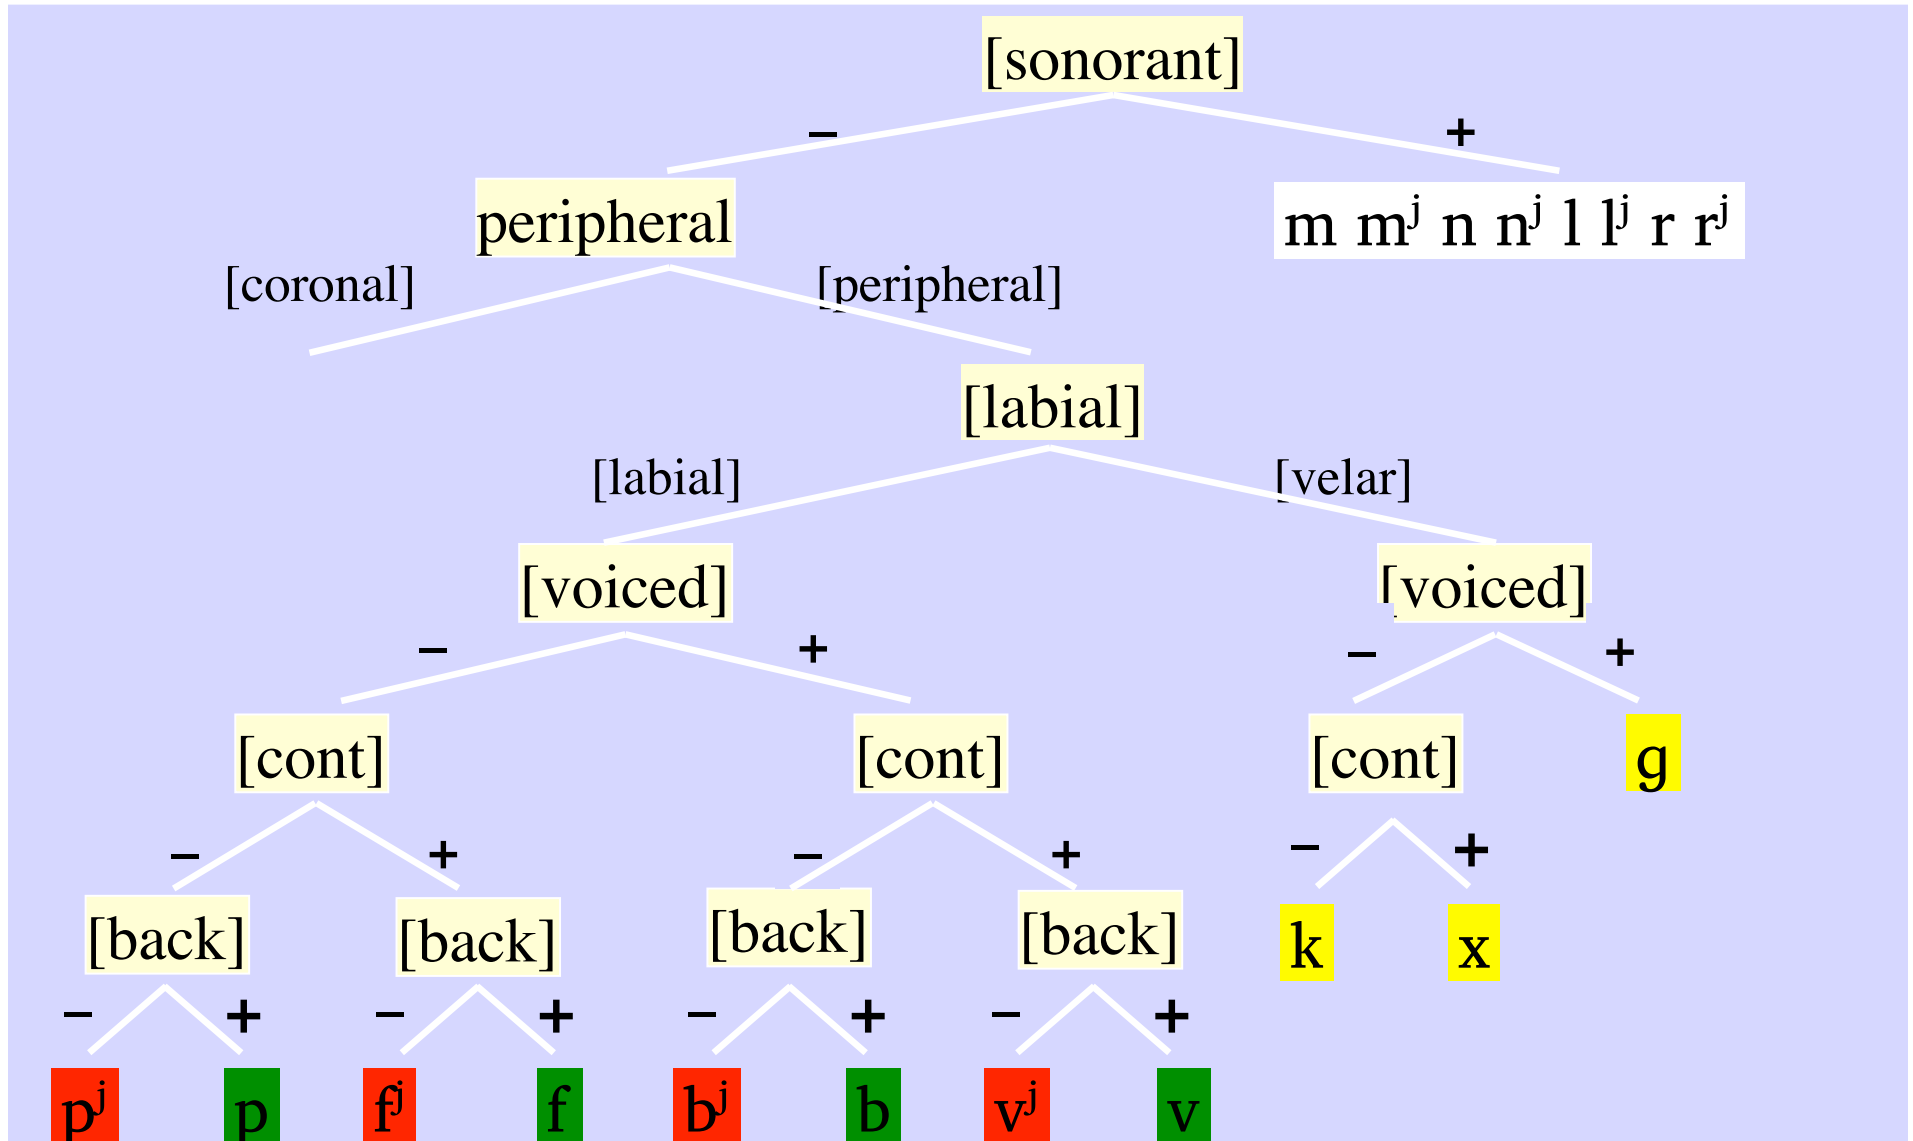 [sonorant]
– +
peripheral m mʲ n nʲ l lʲ r rʲ
[coronal] [peripheral]
[labial]
[labial] [velar]
[voiced] [voiced]
– + – +
[cont] [cont] [cont] g
– + – + – +
[back] [back] [back] [back] k x
– + – + – + – +
pʲ p fʲ f bʲ b vʲ v